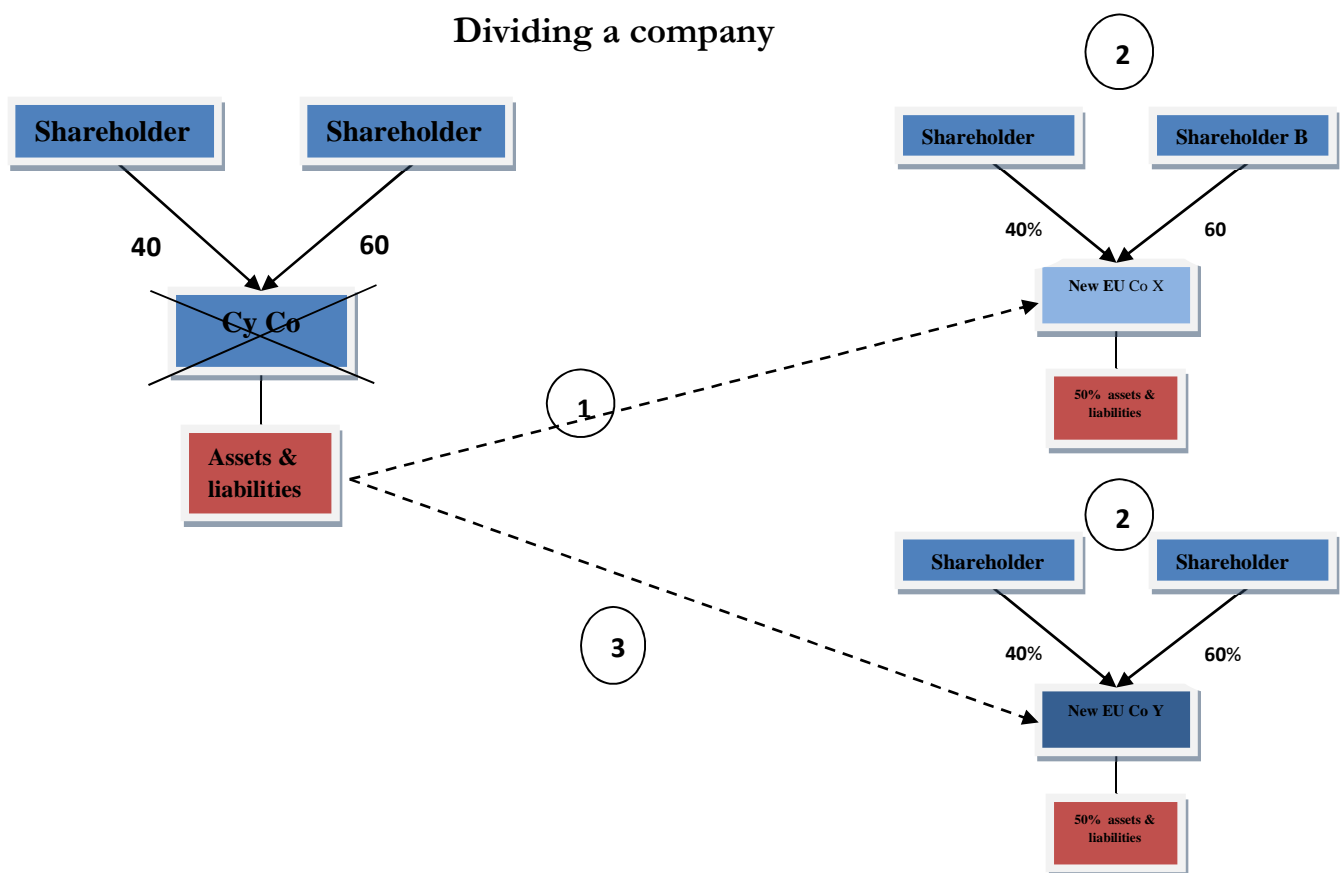 Dividing a company
Shareholder
Shareholder
40
60
Cy Co
Assets &
liabilities
1
3
2
Shareholder
Shareholder B
40%
60
New EU Co X
50% assets &
liabilities
2
Shareholder
Shareholder
40%
60%
New EU Co Y
50% assets &
liabilities